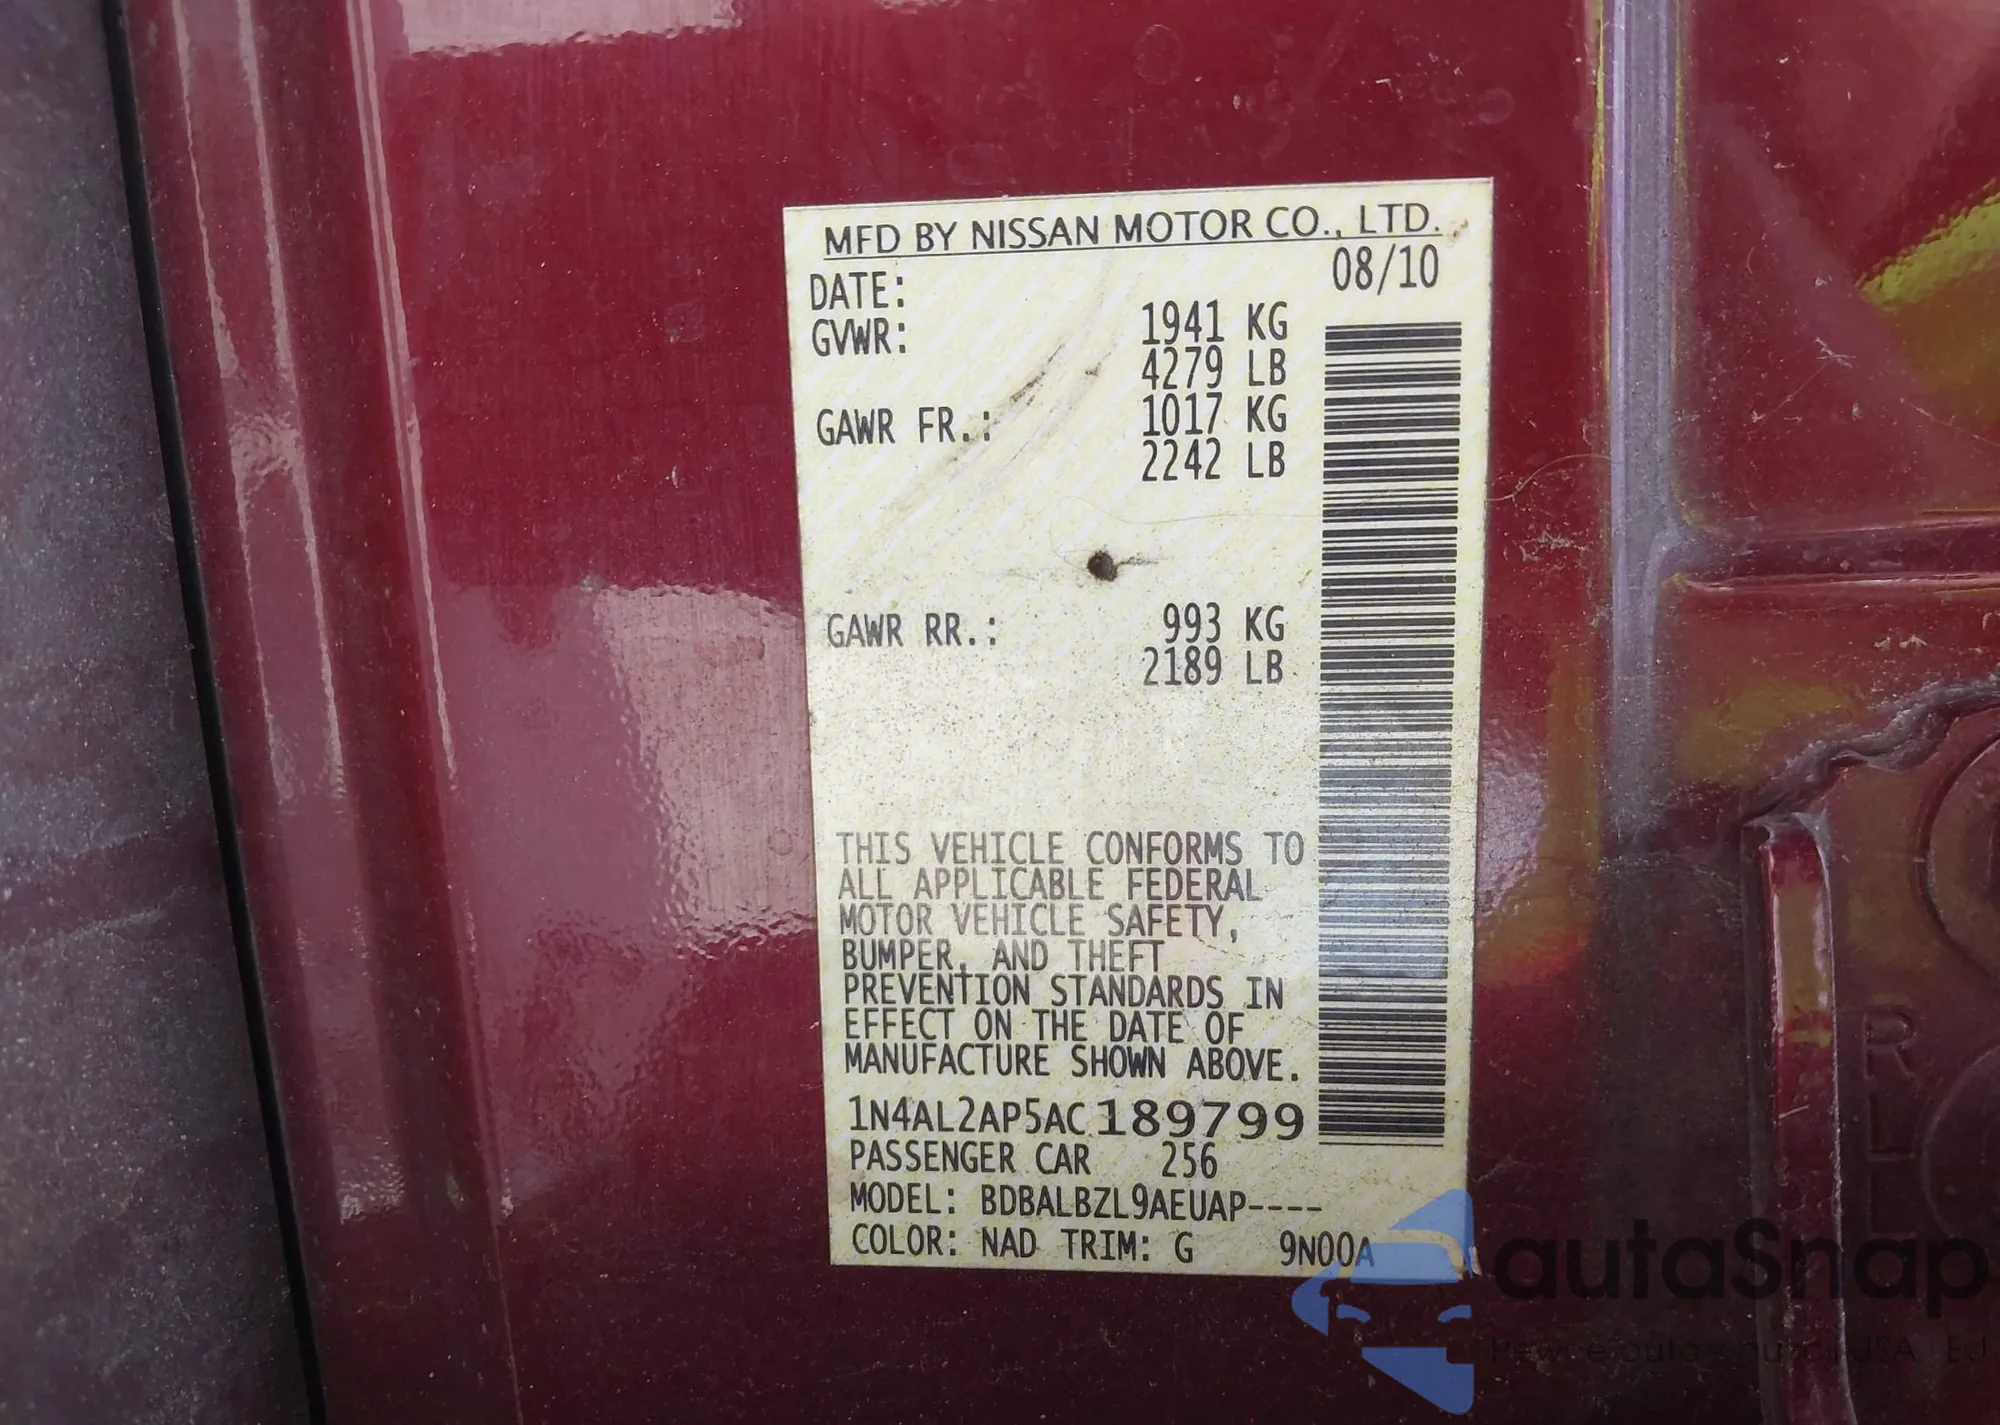 MFD BY NISSAN MOTOR CO., LTD.
DATE: 08/10
GVWR: 1941 KG
4279 LB
GAWR FR.: 1017 KG
2242 LB
GAWR RR.: 993 KG
2189 LB
THIS VEHICLE CONFORMS TO
ALL APPLICABLE FEDERAL
MOTOR VEHICLE SAFETY,
BUMPER, AND THEFT
PREVENTION STANDARDS IN
EFFECT ON THE DATE OF
MANUFACTURE SHOWN ABOVE.
1N4AL2AP5AC189799
PASSENGER CAR 256
MODEL: BDBALBZL9AEUAP----
COLOR: NAD TRIM: G 9N00A
autaSnap